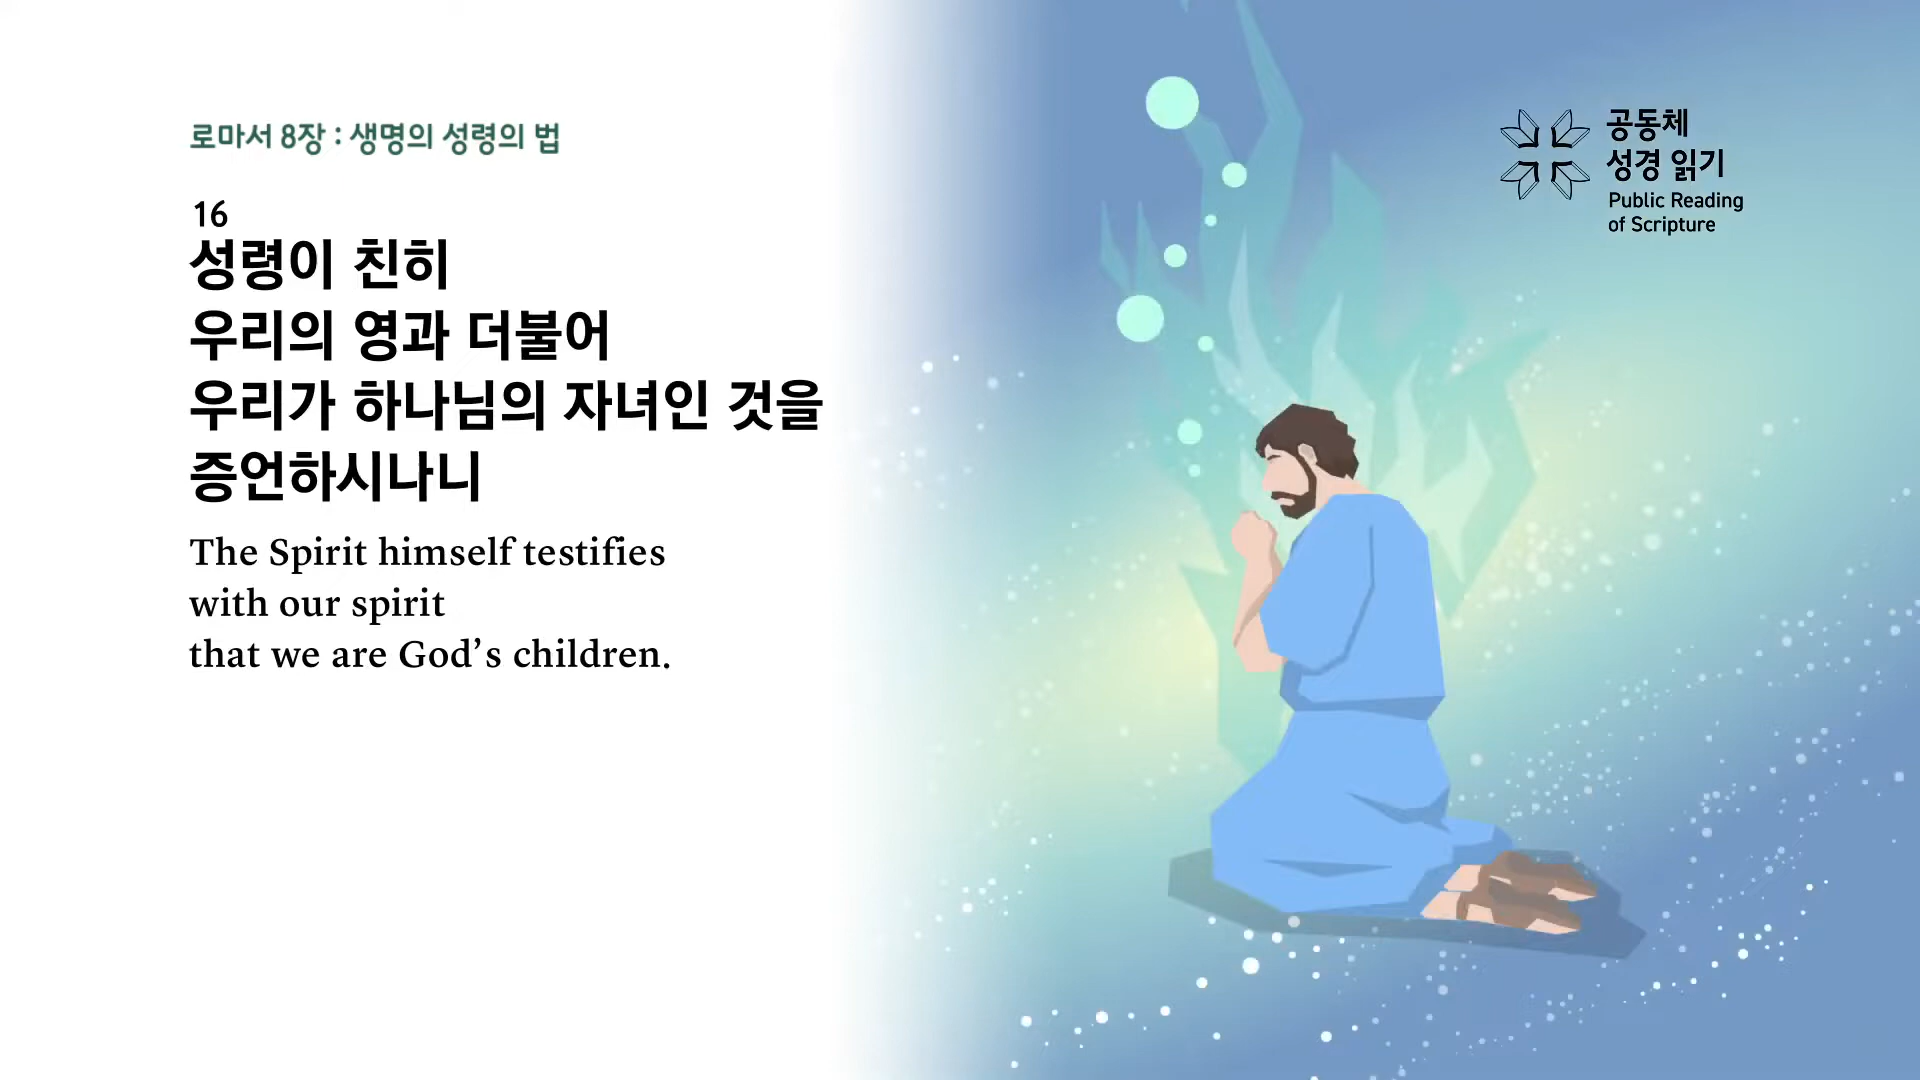 로마서 8장 : 생명의 성령의 법
16
성령이 친히
우리의 영과 더불어
우리가 하나님의 자녀인 것을
증언하시나니
The Spirit himself testifies
with our spirit
that we are God’s children.
공동체
성경 읽기
Public Reading
of Scripture